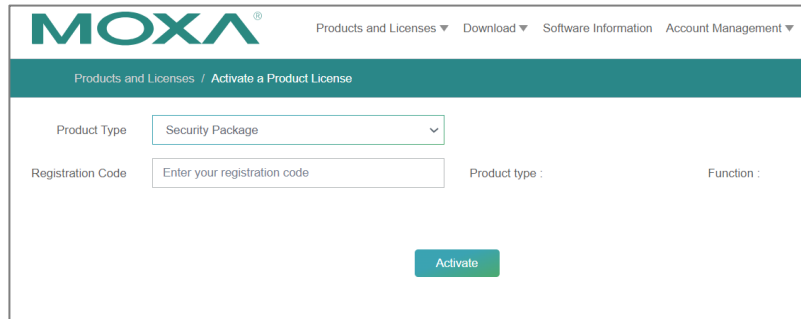 MOXA®
Products and Licenses ▼ Download ▼ Software Information Account Management ▼
Products and Licenses / Activate a Product License
Product Type Security Package
Registration Code Enter your registration code Product type : Function :
Activate